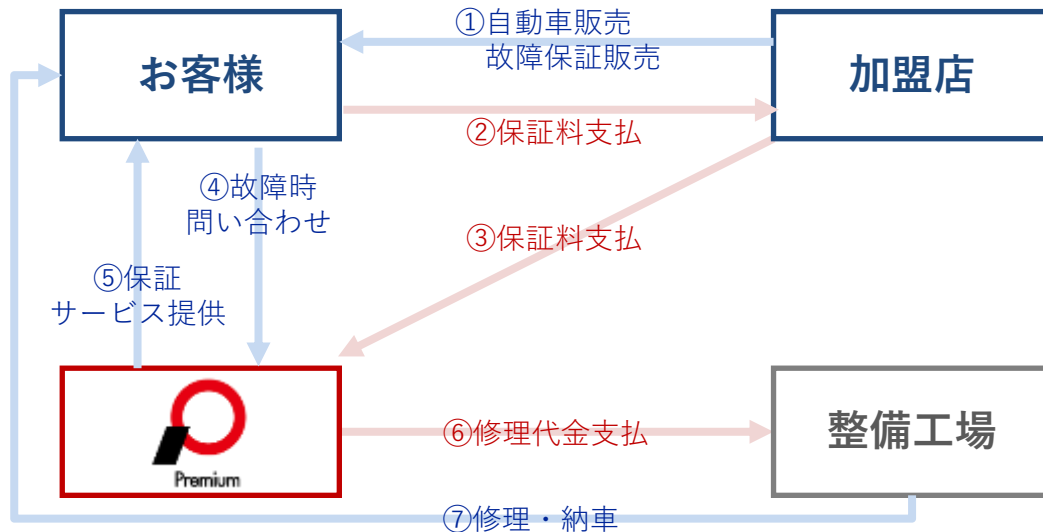 ①自動車販売
故障保証販売
お客様
加盟店
②保証料支払
④故障時
問い合わせ
③保証料支払
⑤保証
サービス提供
Premium
⑥修理代金支払
整備工場
⑦修理・納車